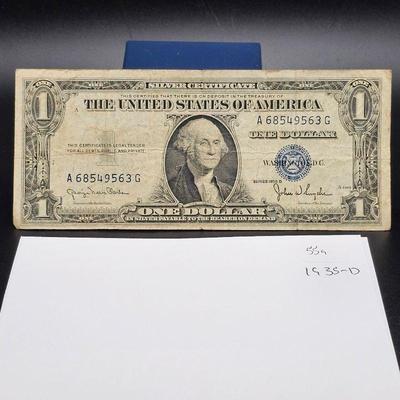 SILVER CERTIFICATE
THIS CERTIFIES THAT THERE IS ON DEPOSIT IN THE TREASURY OF
THE UNITED STATES OF AMERICA
A 68549563 G
ONE DOLLAR
THIS CERTIFICATE IS LEGAL TENDER
FOR ALL DEBTS, PUBLIC AND PRIVATE
WASHINGTON, D.C.
A 68549563 G
SERIES 1935 D
ONE DOLLAR
IN SILVER PAYABLE TO THE BEARER ON DEMAND
1
1
1
1
1935-D